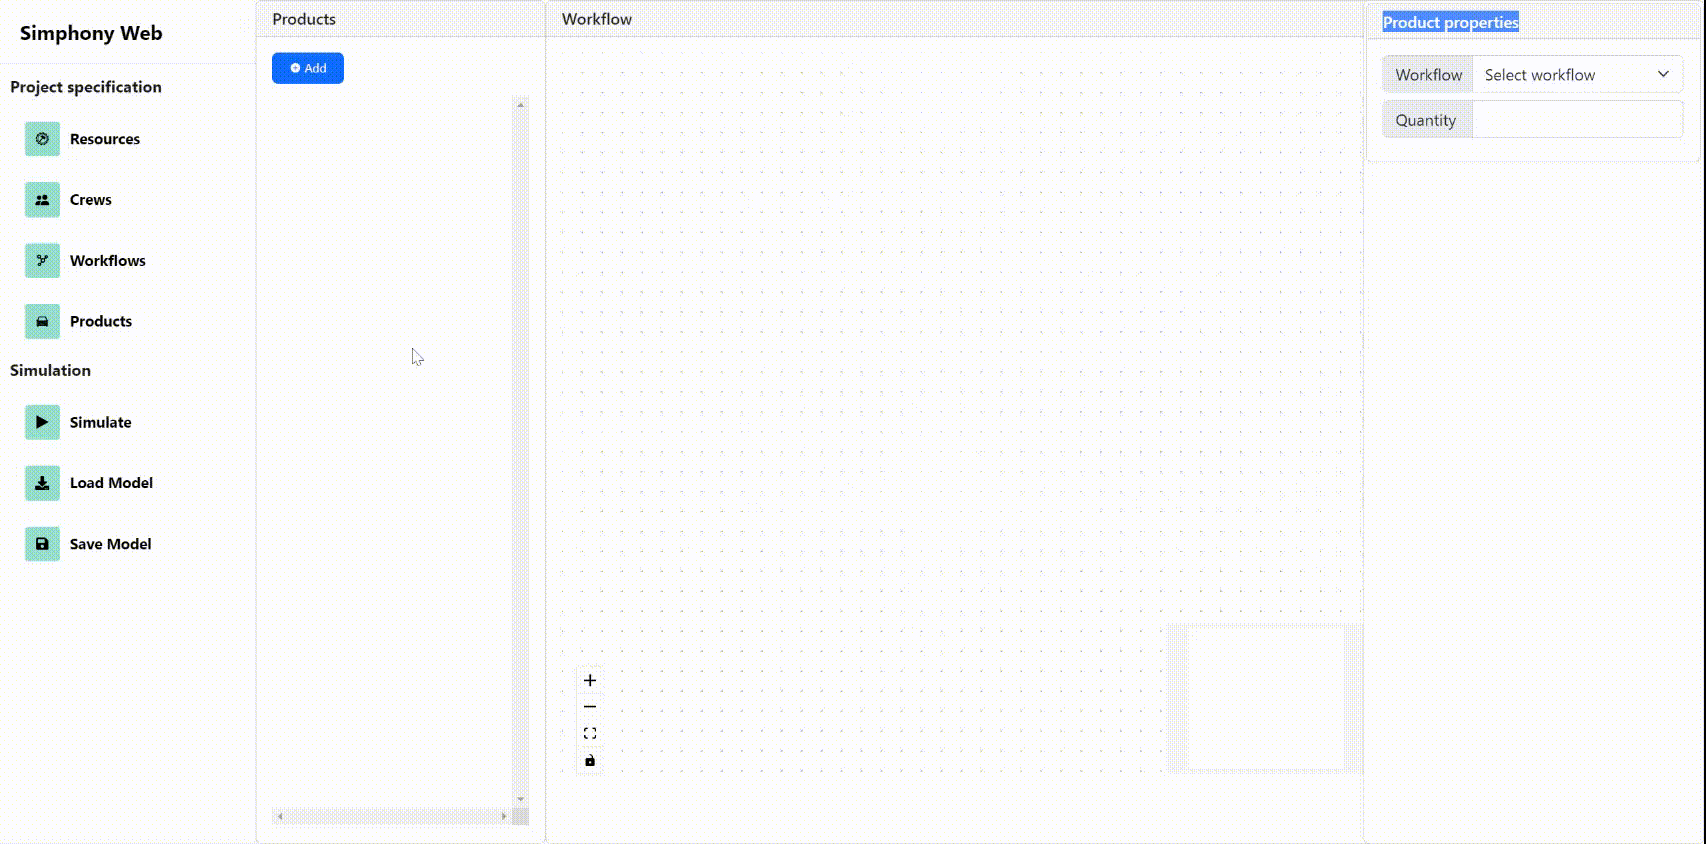 Simphony Web
Project specification
Resources
Crews
Workflows
Products
Simulation
Simulate
Load Model
Save Model
Products
Add
Workflow
Product properties
Workflow Select workflow
Quantity